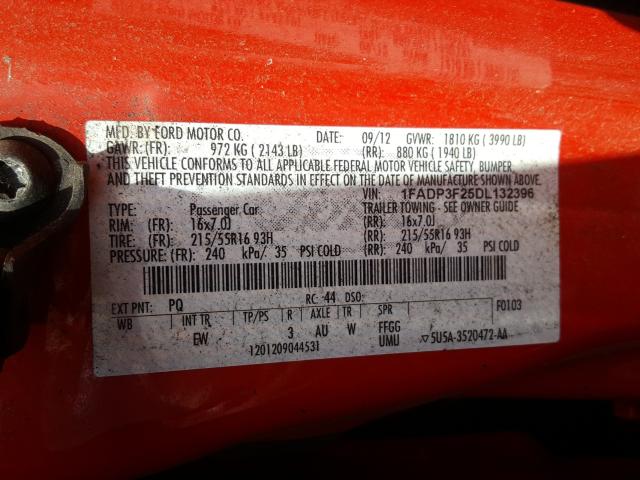 MFD. BY FORD MOTOR CO. DATE: 09/12 GVWR: 1810 KG ( 3990 LB)
GAWR: (FR): 972 KG ( 2143 LB) (RR): 880 KG ( 1940 LB)
THIS VEHICLE CONFORMS TO ALL APPLICABLE FEDERAL MOTOR VEHICLE SAFETY, BUMPER,
AND THEFT PREVENTION STANDARDS IN EFFECT ON THE DATE OF MANUFACTURE SHOWN ABOVE.
VIN: 1FADP3F25DL132396
TYPE: Passenger Car TRAILER TOWING - SEE OWNER GUIDE
RIM: (FR): 16x7.0J (RR): 16x7.0J
TIRE: (FR): 215/55R16 93H (RR): 215/55R16 93H
PRESSURE: (FR): 240 kPa/ 35 PSI COLD (RR): 240 kPa/ 35 PSI COLD
EXT PNT: PQ RC: 44 DSO: F0103
WB INT TR TP/PS R AXLE TR SPR
EW 3 AU W FFGG
UMU
1201209044531 ▽5U5A-3520472-AA